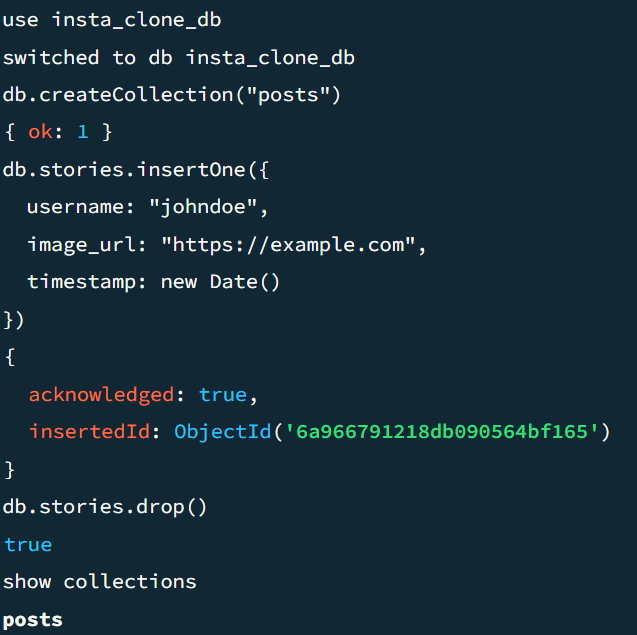 use insta_clone_db
switched to db insta_clone_db
db.createCollection("posts")
{ ok: 1 }
db.stories.insertOne({
  username: "johndoe",
  image_url: "https://example.com",
  timestamp: new Date()
})
{
  acknowledged: true,
  insertedId: ObjectId('6a966791218db090564bf165')
}
db.stories.drop()
true
show collections
posts